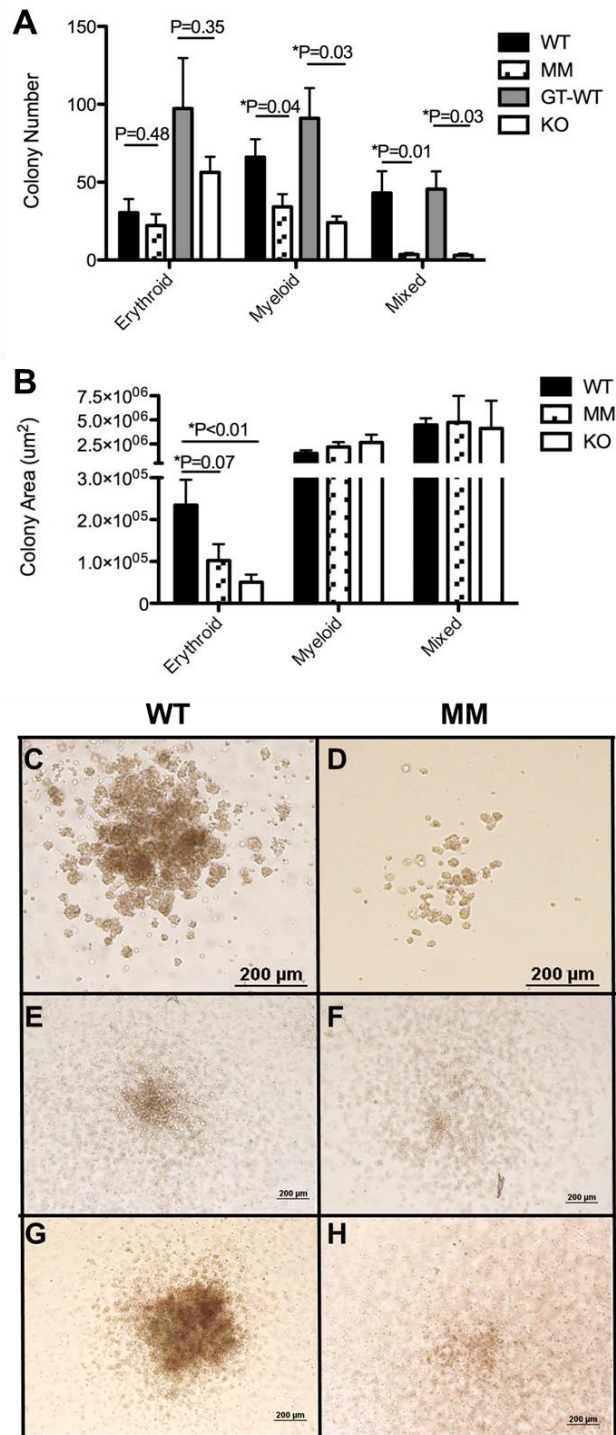 A
Colony Number
150
100
50
0
P=0.35
*P=0.03
*P=0.04
P=0.48
*P=0.03
*P=0.01
WT
MM
GT-WT
KO
Erythroid
Myeloid
Mixed
B
Colony Area (um²)
7.5×10⁰⁶
5.0×10⁰⁶
2.5×10⁰⁶
3.0×10⁰⁵
2.0×10⁰⁵
1.0×10⁰⁵
0
*P<0.01
*P=0.07
WT
MM
KO
Erythroid
Myeloid
Mixed
WT MM
C D
200 µm 200 µm
E F
200 µm 200 µm
G H
200 µm 200 µm